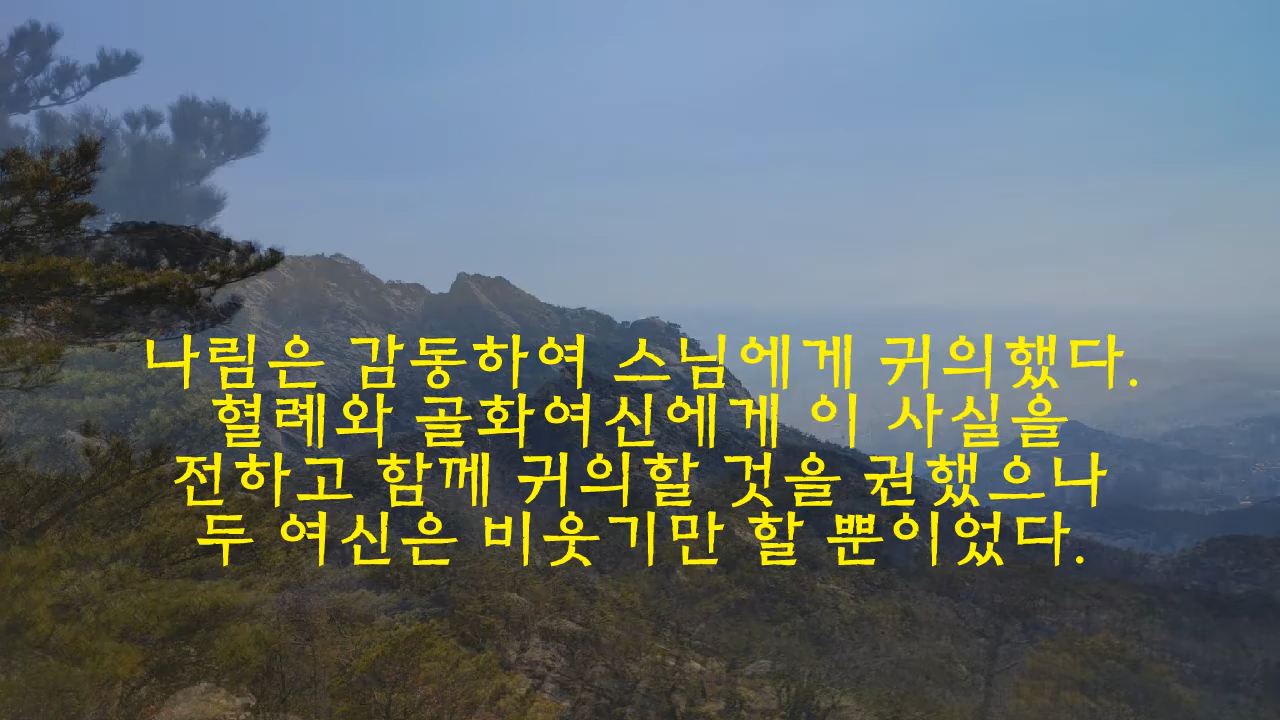 나림은 감동하여 스님에게 귀의했다.
혈례와 골화여신에게 이 사실을
전하고 함께 귀의할 것을 권했으나
두 여신은 비웃기만 할 뿐이었다.